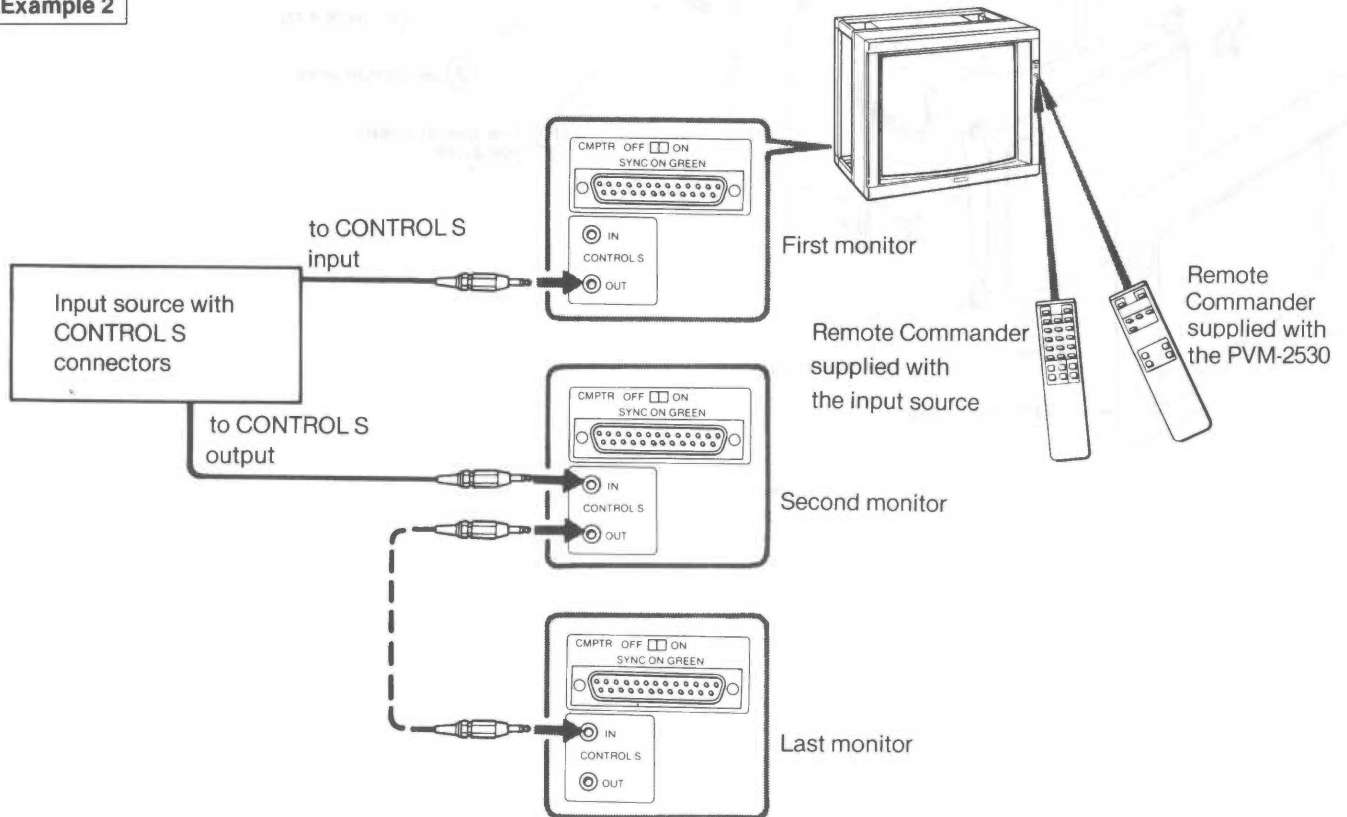 Example 2
CMPTR OFF ON
SYNC ON GREEN
IN
CONTROL S
OUT
First monitor
to CONTROL S
input
Input source with
CONTROL S
connectors
to CONTROL S
output
Remote Commander
supplied with
the input source
Remote
Commander
supplied with
the PVM-2530
CMPTR OFF ON
SYNC ON GREEN
IN
CONTROL S
OUT
Second monitor
CMPTR OFF ON
SYNC ON GREEN
IN
CONTROL S
OUT
Last monitor